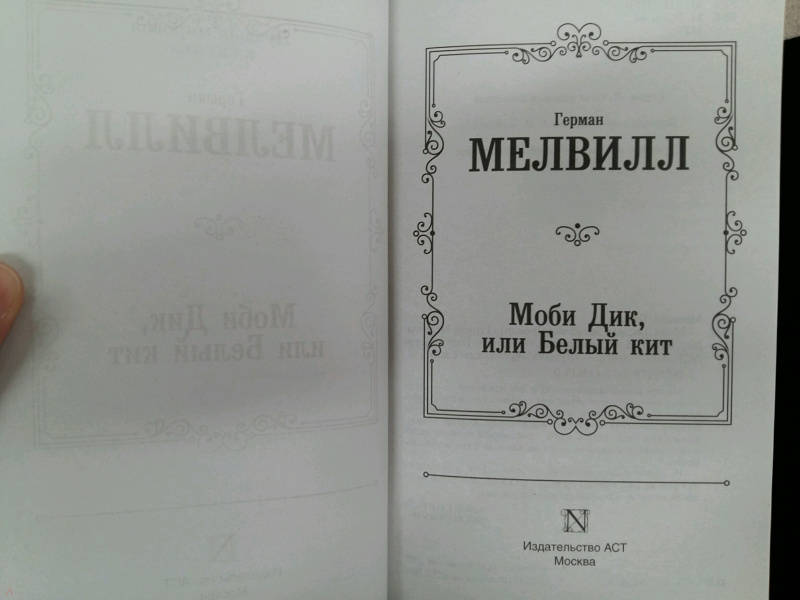 Герман
МЕЛВИЛЛ
Моби Дик,
или Белый кит
N
Издательство АСТ
Москва